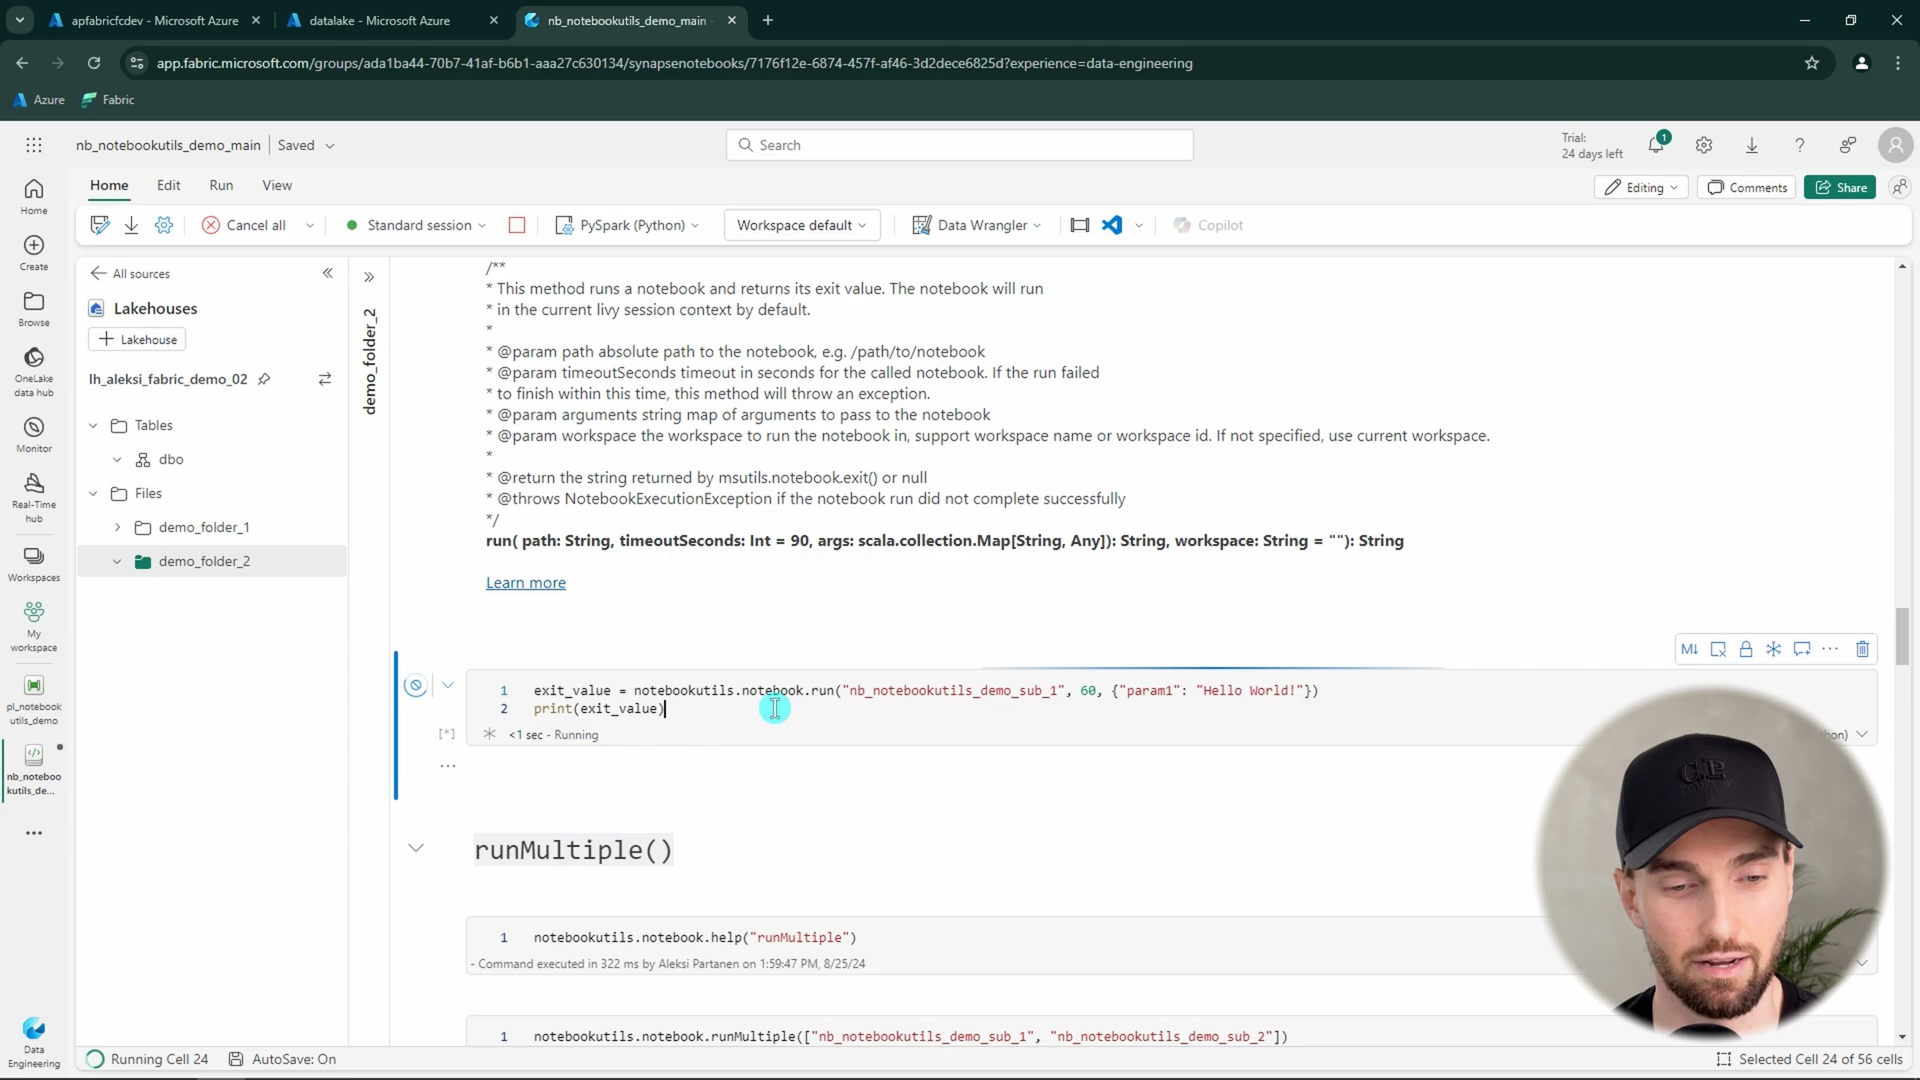 apfabricfcdev - Microsoft Azure
datalake - Microsoft Azure
nb_notebookutils_demo_main
app.fabric.microsoft.com/groups/ada1ba44-70b7-41af-b6b1-aaa27c630134/synapsenotebooks/7176f12e-6874-457f-af46-3d2dece6825d?experience=data-engineering
Azure
Fabric
nb_notebookutils_demo_main
Saved
Search
Trial:
24 days left
1
Home
Edit
Run
View
Editing
Comments
Share
Cancel all
Standard session
PySpark (Python)
Workspace default
Data Wrangler
Copilot
Home
Create
Browse
OneLake
data hub
Monitor
Real-Time
hub
Workspaces
My
workspace
pl_notebook
utils_demo
nb_noteboo
kutils_de...
Data
Engineering
All sources
Lakehouses
Lakehouse
lh_aleksi_fabric_demo_02
Tables
dbo
Files
demo_folder_1
demo_folder_2
demo_folder_2
/**
* This method runs a notebook and returns its exit value. The notebook will run
* in the current livy session context by default.
*
* @param path absolute path to the notebook, e.g. /path/to/notebook
* @param timeoutSeconds timeout in seconds for the called notebook. If the run failed
* to finish within this time, this method will throw an exception.
* @param arguments string map of arguments to pass to the notebook
* @param workspace the workspace to run the notebook in, support workspace name or workspace id. If not specified, use current workspace.
*
* @return the string returned by msutils.notebook.exit() or null
* @throws NotebookExecutionException if the notebook run did not complete successfully
*/
run( path: String, timeoutSeconds: Int = 90, args: scala.collection.Map[String, Any]): String, workspace: String = ""): String
Learn more
M↓
1 exit_value = notebookutils.notebook.run("nb_notebookutils_demo_sub_1", 60, {"param1": "Hello World!"})
2 print(exit_value)
[*]
<1 sec - Running
hon)
...
runMultiple()
1 notebookutils.notebook.help("runMultiple")
- Command executed in 322 ms by Aleksi Partanen on 1:59:47 PM, 8/25/24
1 notebookutils.notebook.runMultiple(["nb_notebookutils_demo_sub_1", "nb_notebookutils_demo_sub_2"])
Running Cell 24
AutoSave: On
Selected Cell 24 of 56 cells